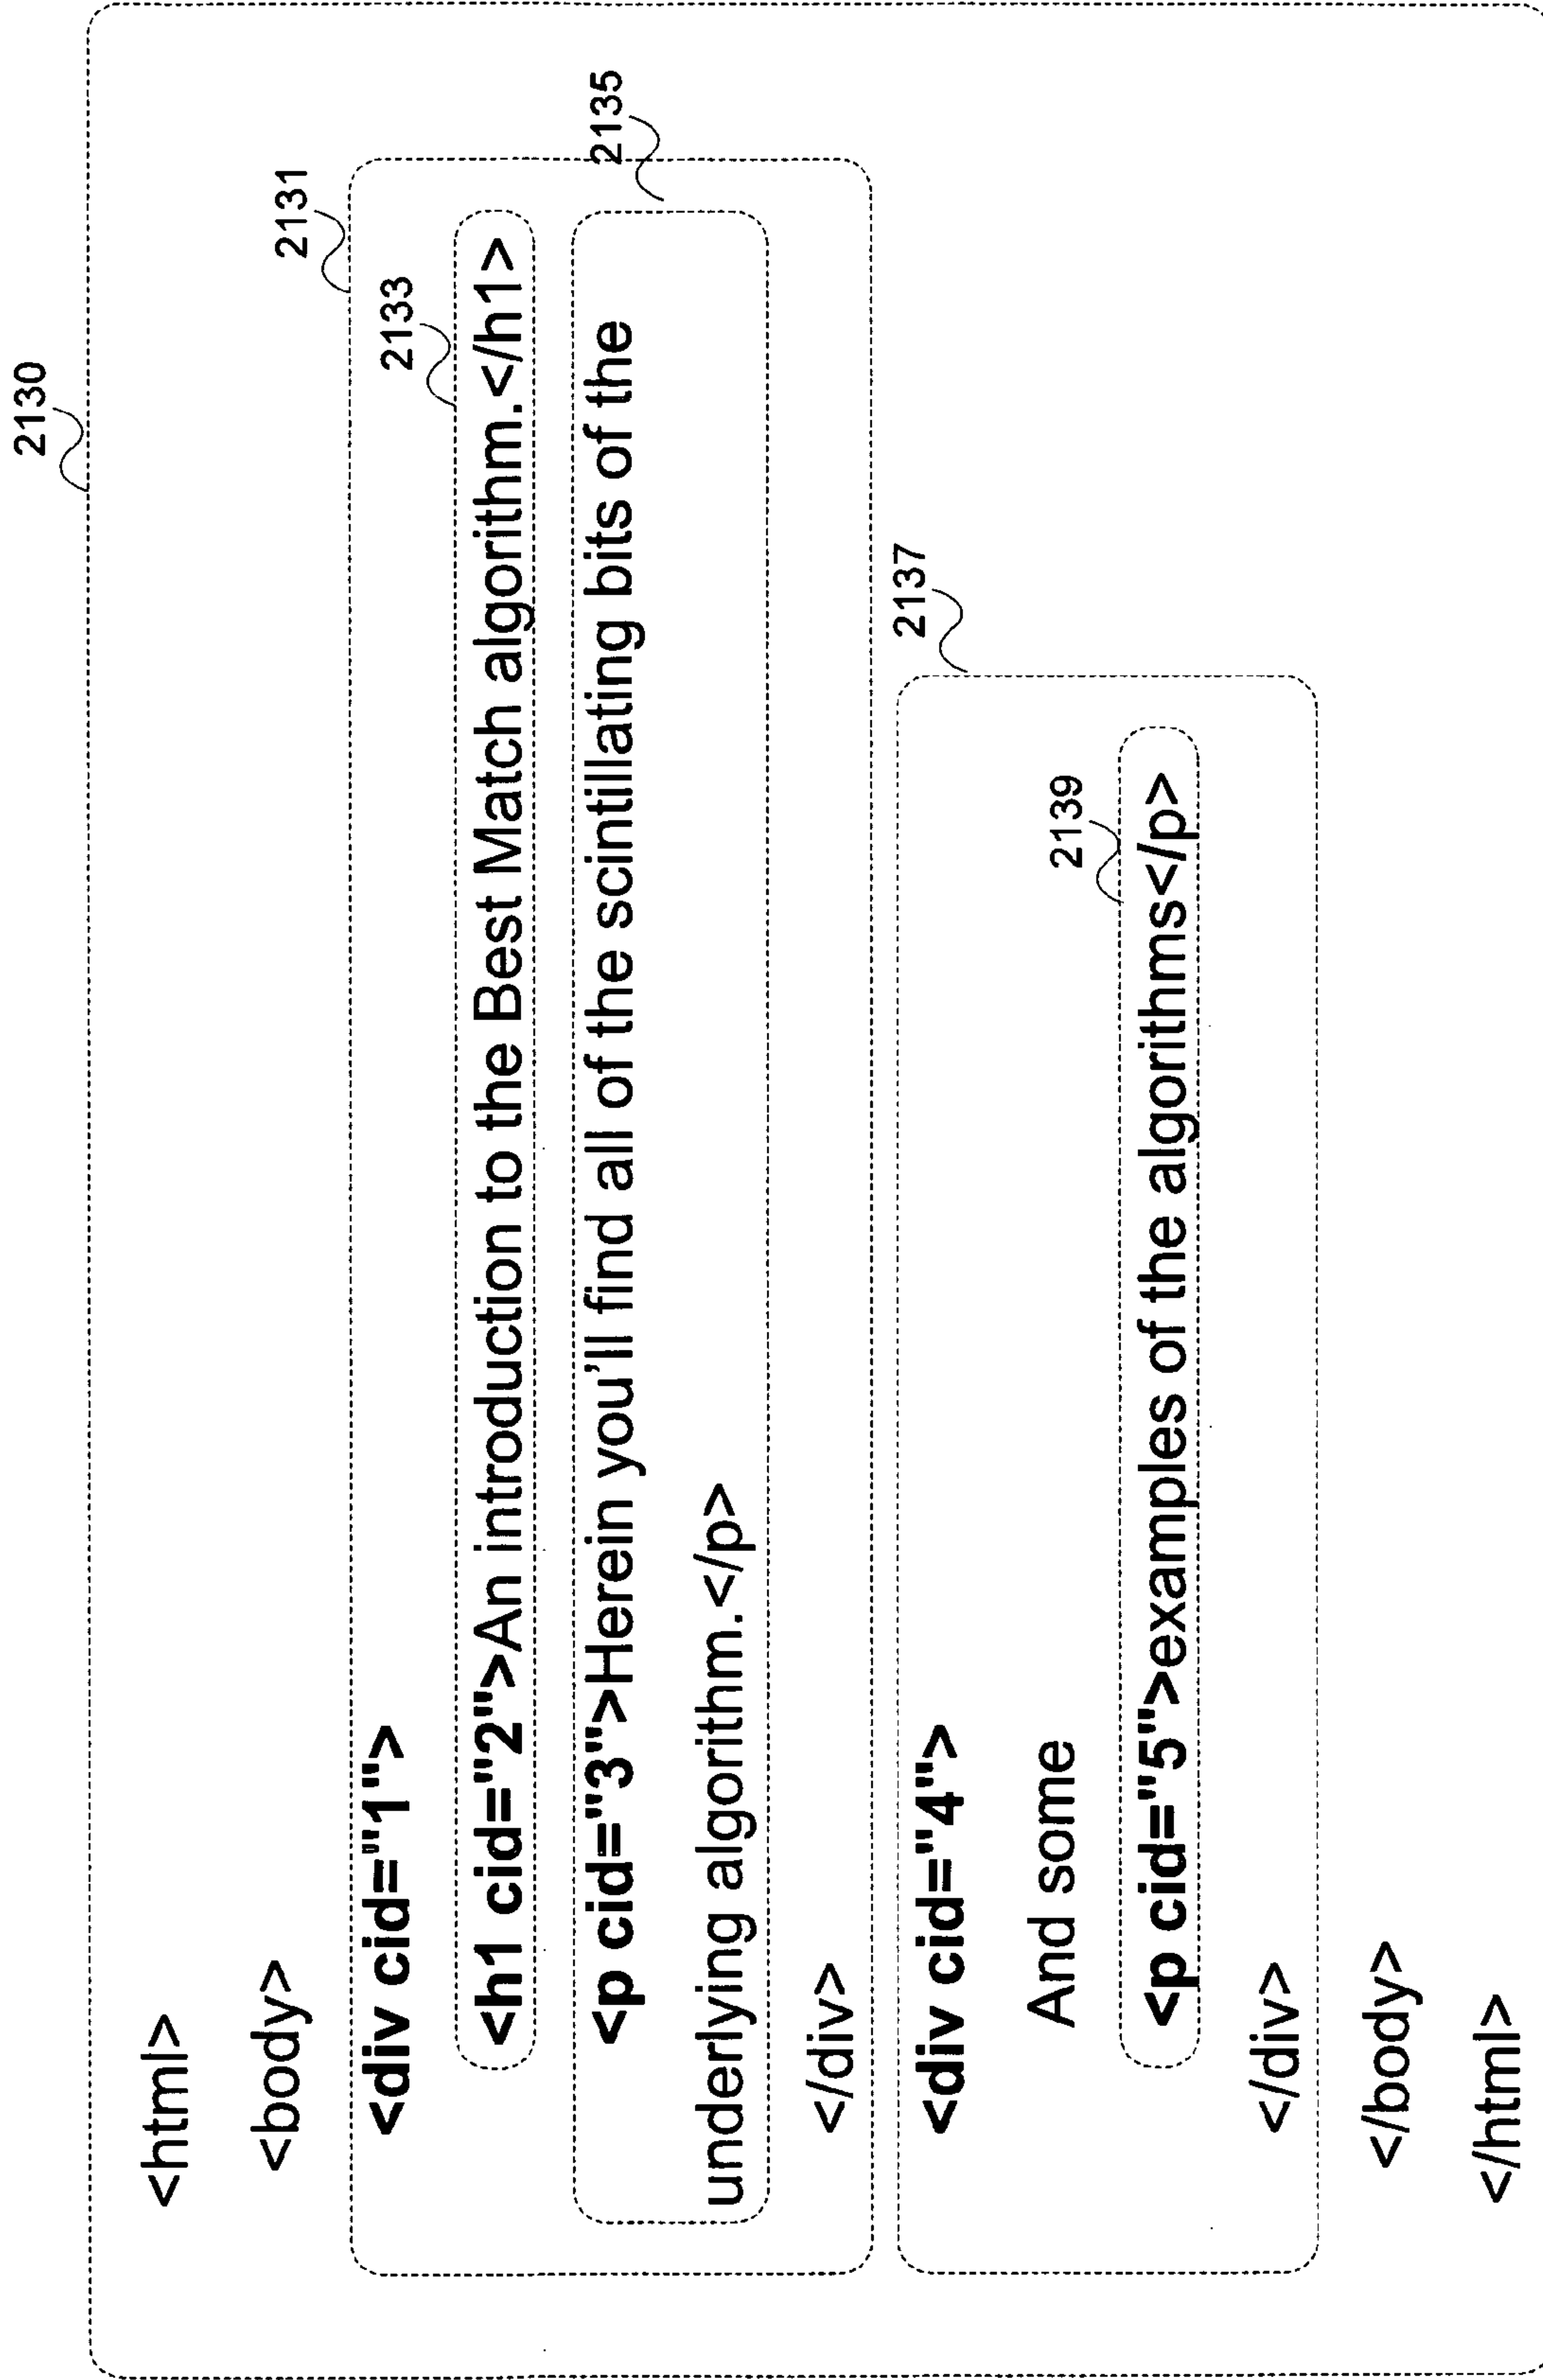 2130
<html>
<body>
2131
<div cid="1">
2133
<h1 cid="2">An introduction to the Best Match algorithm.</h1>
2135
<p cid="3">Herein you'll find all of the scintillating bits of the
underlying algorithm.</p>
</div>
2137
<div cid="4">
And some
2139
<p cid="5">examples of the algorithms</p>
</div>
</body>
</html>